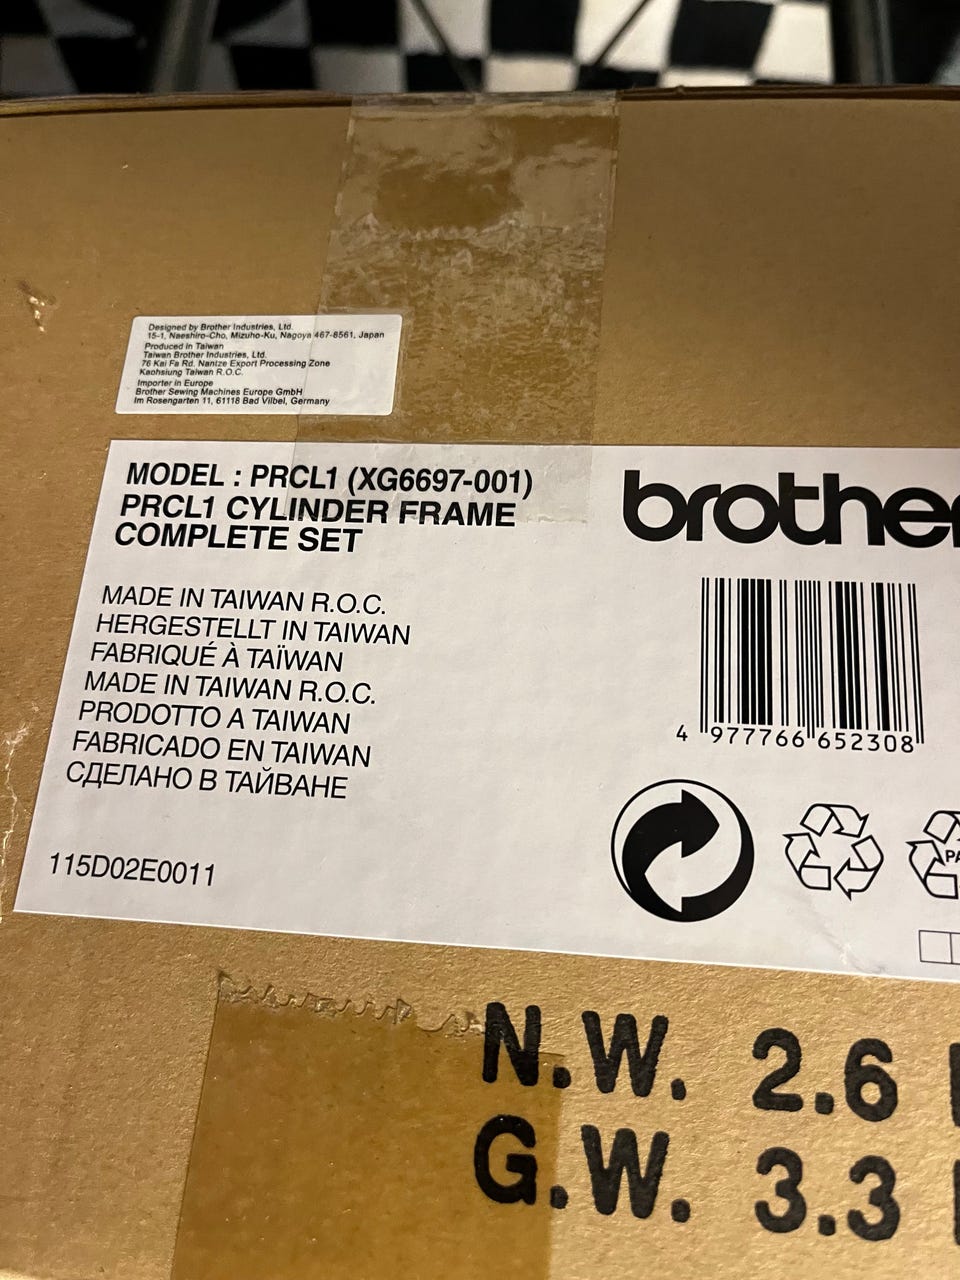 Designed by Brother Industries, Ltd.
15-1, Naeshiro-Cho, Mizuho-Ku, Nagoya 467-8561, Japan
Produced in Taiwan
Taiwan Brother Industries, Ltd.
76 Kai Fa Rd. Nantze Export Processing Zone
Kaohsiung Taiwan R.O.C.
Importer in Europe
Brother Sewing Machines Europe GmbH
Im Rosengarten 11, 61118 Bad Vilbel, Germany
MODEL : PRCL1 (XG6697-001)
PRCL1 CYLINDER FRAME
COMPLETE SET
brother
MADE IN TAIWAN R.O.C.
HERGESTELLT IN TAIWAN
FABRIQUÉ À TAÏWAN
MADE IN TAIWAN R.O.C.
PRODOTTO A TAIWAN
FABRICADO EN TAIWAN
СДЕЛАНО В ТАЙВАНЕ
4 977766 652308
115D02E0011
PA
N.W. 2.6
G.W. 3.3